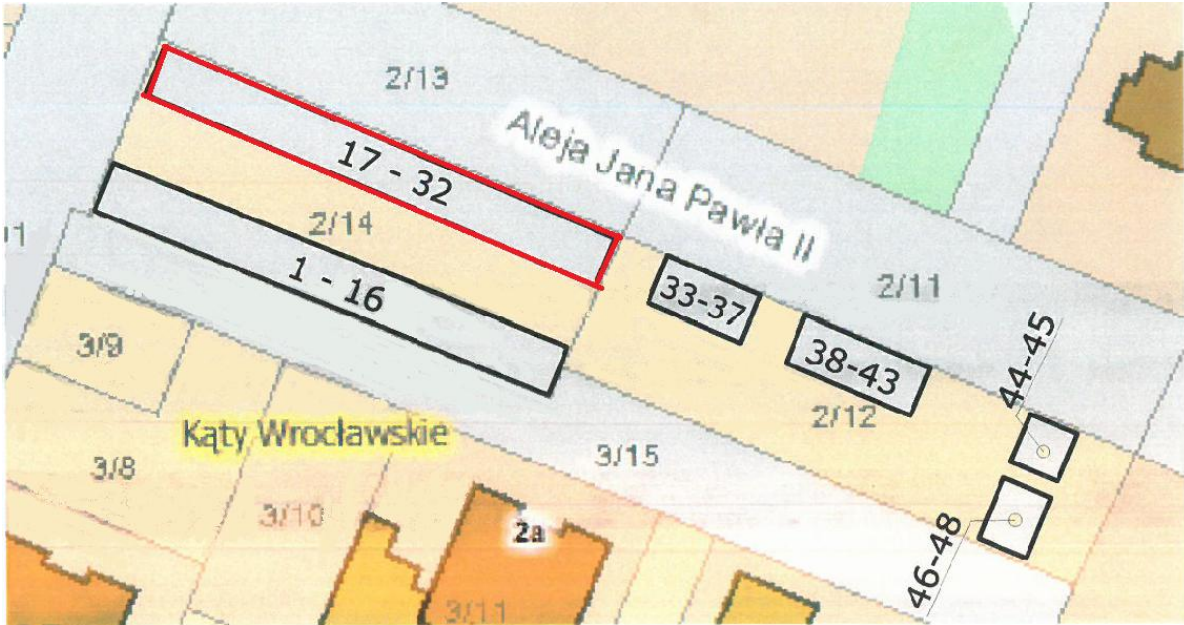 2/13
Aleja Jana Pawła II
17 - 32
2/14
1 - 16
33-37
2/11
38-43
44-45
3/9
2/12
Kąty Wrocławskie
3/15
3/8
3/10
2a
46-48
3/11